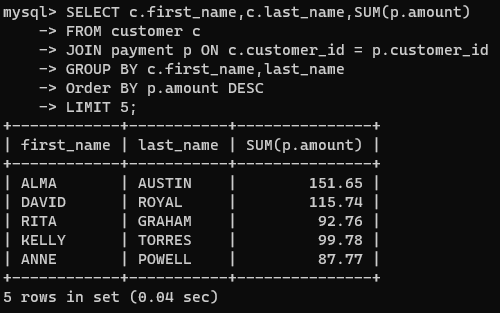 mysql> SELECT c.first_name,c.last_name,SUM(p.amount)
    -> FROM customer c
    -> JOIN payment p ON c.customer_id = p.customer_id
    -> GROUP BY c.first_name,last_name
    -> Order BY p.amount DESC
    -> LIMIT 5;
+------------+-----------+---------------+
| first_name | last_name | SUM(p.amount) |
+------------+-----------+---------------+
| ALMA       | AUSTIN    |        151.65 |
| DAVID      | ROYAL     |        115.74 |
| RITA       | GRAHAM    |         92.76 |
| KELLY      | TORRES    |         99.78 |
| ANNE       | POWELL    |         87.77 |
+------------+-----------+---------------+
5 rows in set (0.04 sec)